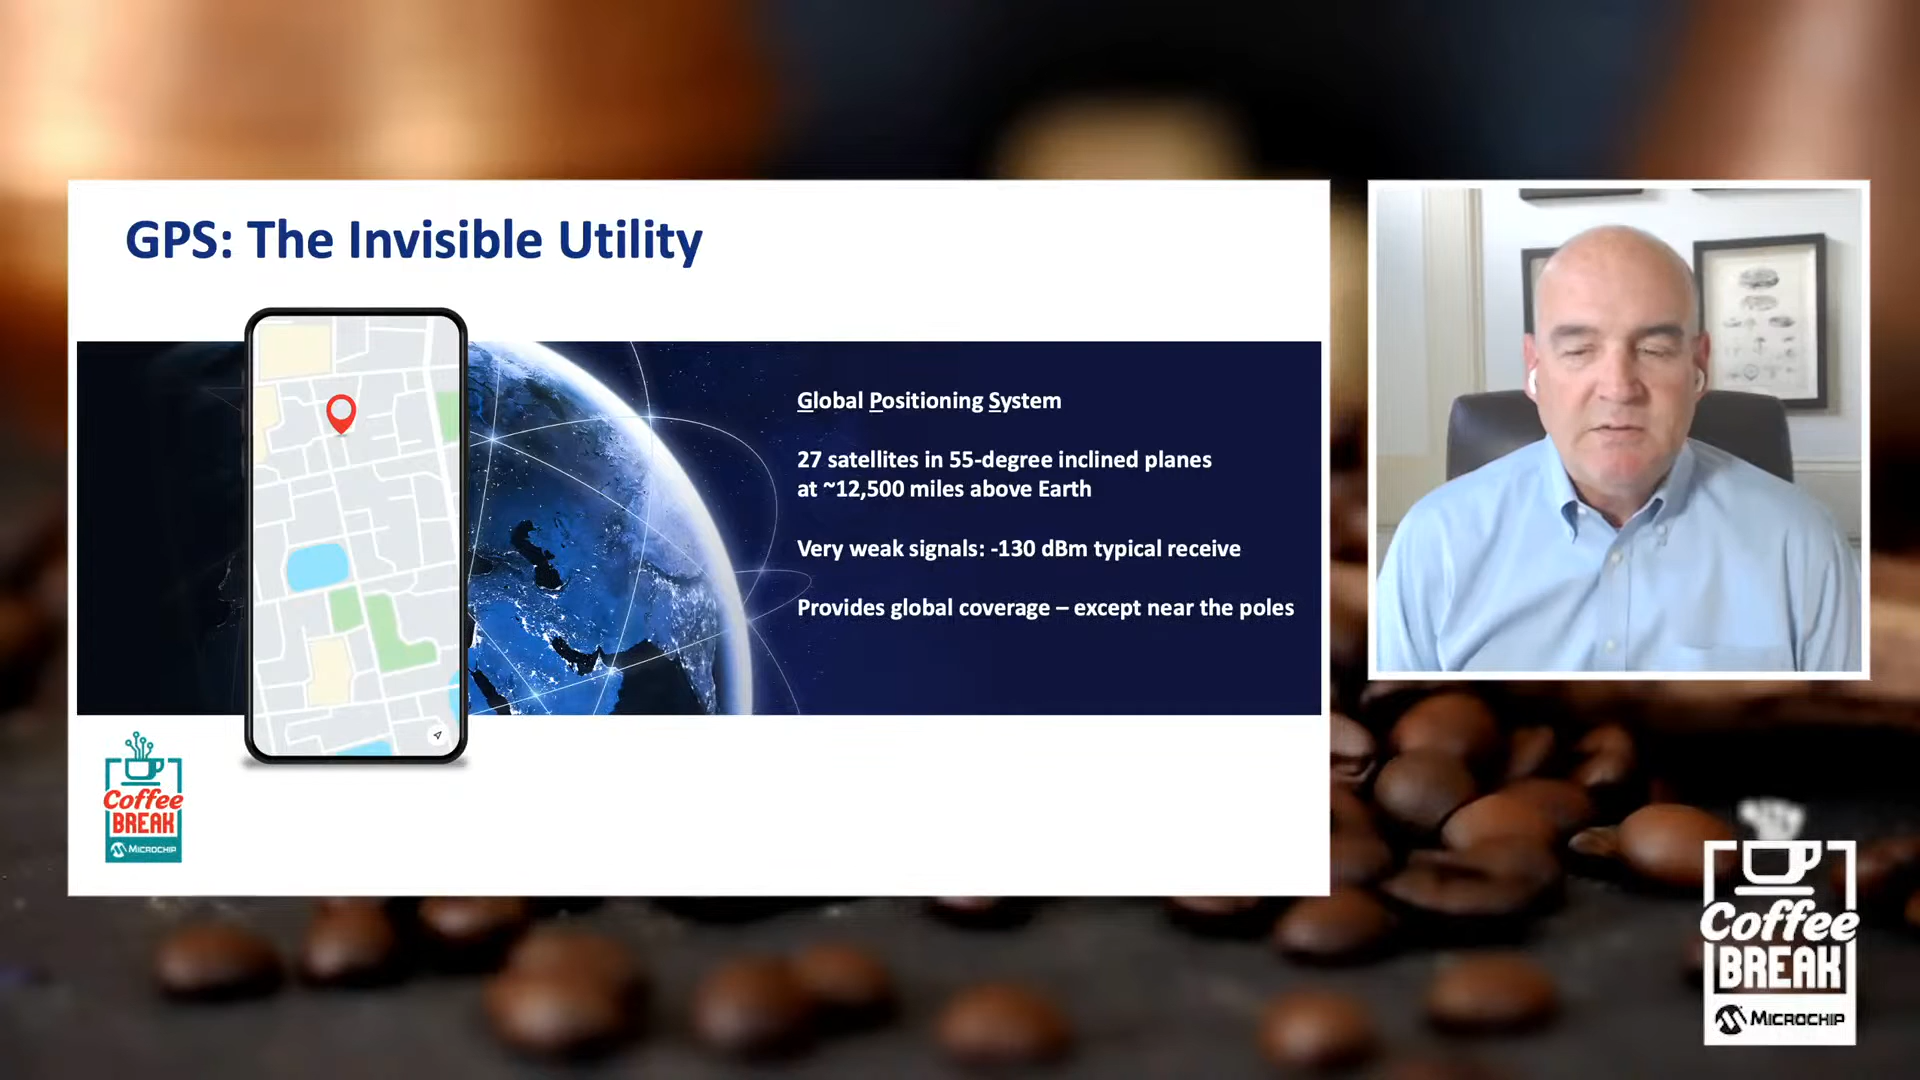 GPS: The Invisible Utility
Global Positioning System
27 satellites in 55-degree inclined planes
at ~12,500 miles above Earth
Very weak signals: -130 dBm typical receive
Provides global coverage – except near the poles
Coffee
BREAK
MICROCHIP
Coffee
BREAK
MICROCHIP